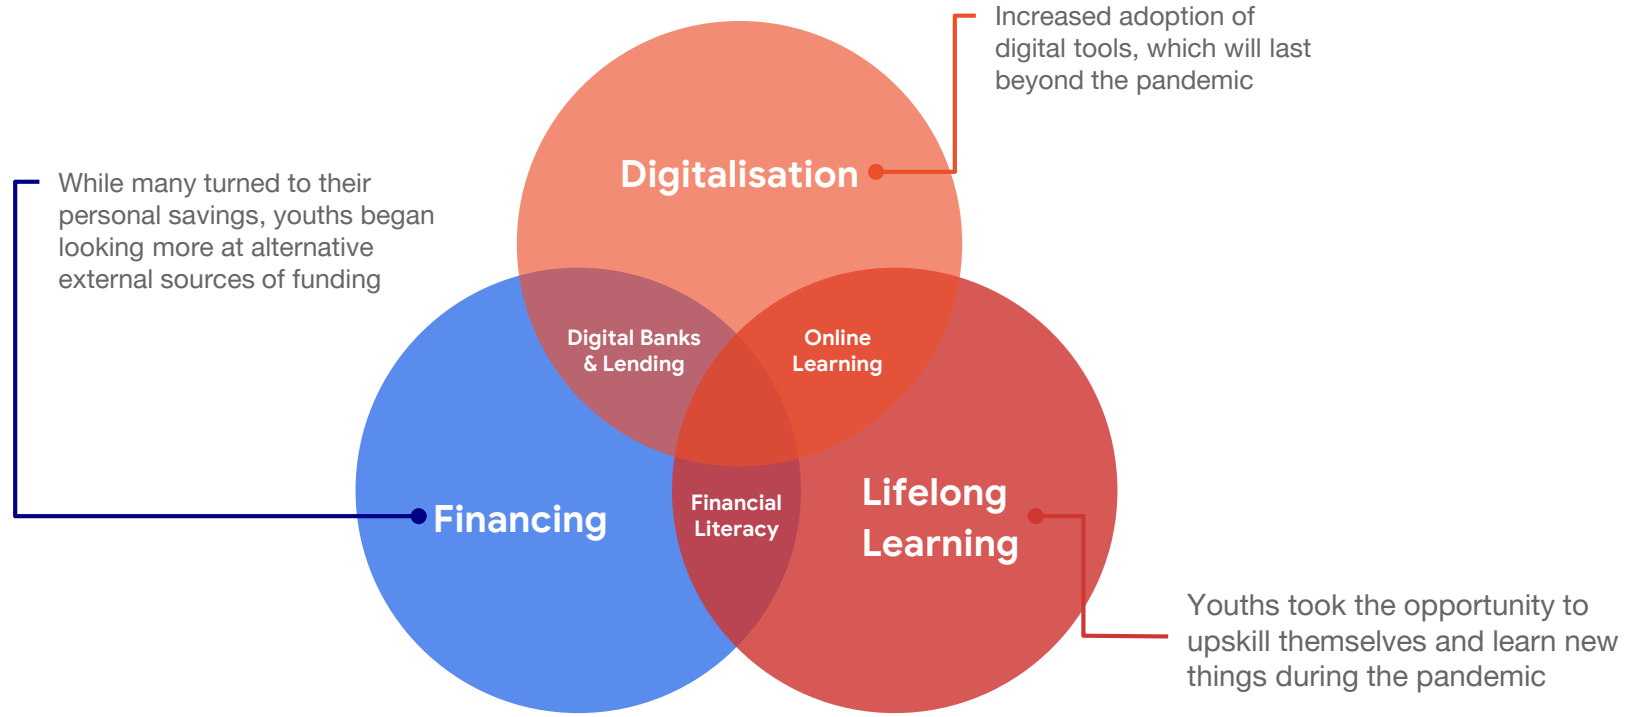 Increased adoption of
digital tools, which will last
beyond the pandemic
Digitalisation
While many turned to their
personal savings, youths began
looking more at alternative
external sources of funding
Digital Banks
& Lending
Online
Learning
Financing
Financial
Literacy
Lifelong
Learning
Youths took the opportunity to
upskill themselves and learn new
things during the pandemic